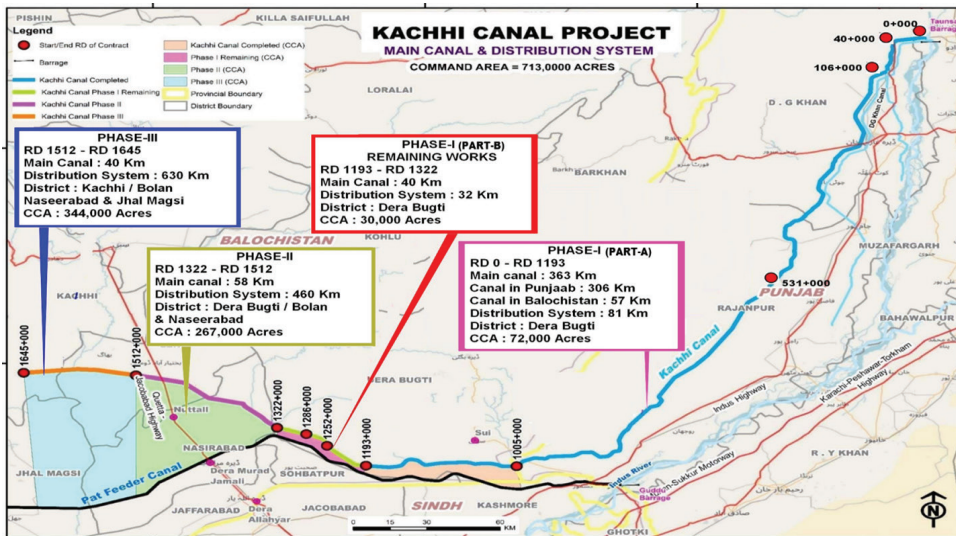 KACHHI CANAL PROJECT
MAIN CANAL & DISTRIBUTION SYSTEM
COMMAND AREA = 713,0000 ACRES
PISHIN
KILLA SAIFULLAH
Legend
Start/End RD of Contract
Barrage
Kachhi Canal Completed
Kachhi Canal Phase I Remaining
Kachhi Canal Phase II
Kachhi Canal Phase III
Kachhi Canal Completed (CCA)
Phase I Remaining (CCA)
Phase II (CCA)
Phase III (CCA)
Provincial Boundary
District Boundary
LORALAI
0+000
Taunsa
Barrage
40+000
106+000
D. G KHAN
DG Khan Canal
PHASE-III
RD 1512 - RD 1645
Main Canal : 40 Km
Distribution System : 630 Km
District : Kachhi / Bolan
Naseerabad & Jhal Magsi
CCA : 344,000 Acres
PHASE-I (PART-B)
REMAINING WORKS
RD 1193 - RD 1322
Main Canal : 40 Km
Distribution System : 32 Km
District : Dera Bugti
CCA : 30,000 Acres
BARKHAN
BALOCHISTAN
KOHLU
PHASE-II
RD 1322 - RD 1512
Main canal : 58 Km
Distribution System : 460 Km
District : Dera Bugti / Bolan
& Naseerabad
CCA : 267,000 Acres
PHASE-I (PART-A)
RD 0 - RD 1193
Main canal : 363 Km
Canal in Punjaab : 306 Km
Canal in Balochistan : 57 Km
Distribution System : 81 Km
District : Dera Bugti
CCA : 72,000 Acres
MUZAFARGARH
531+000
PUNJAB
RAJANPUR
BAHAWALPUR
KACHHI
1645+000
1512+000
Quetta -
Jacobabad Highway
Nuttall
DERA BUGTI
Kachhi Canal
Indus Highway
Karachi-Peshawar-Torkham
Highway
1322+000
1286+000
1252+000
1193+000
1005+000
Sui
NASIRABAD
JHAL MAGSI
Pat Feeder Canal
Dera Murad
Jamali
SOHBATPUR
Indus River
-Sukkur Motorway
R. Y KHAN
Guddu
Barrage
JAFFARABAD
Dera
Allahyar
JACOBABAD
SINDH
KASHMORE
GHOTKI
0
30
60
KM
N